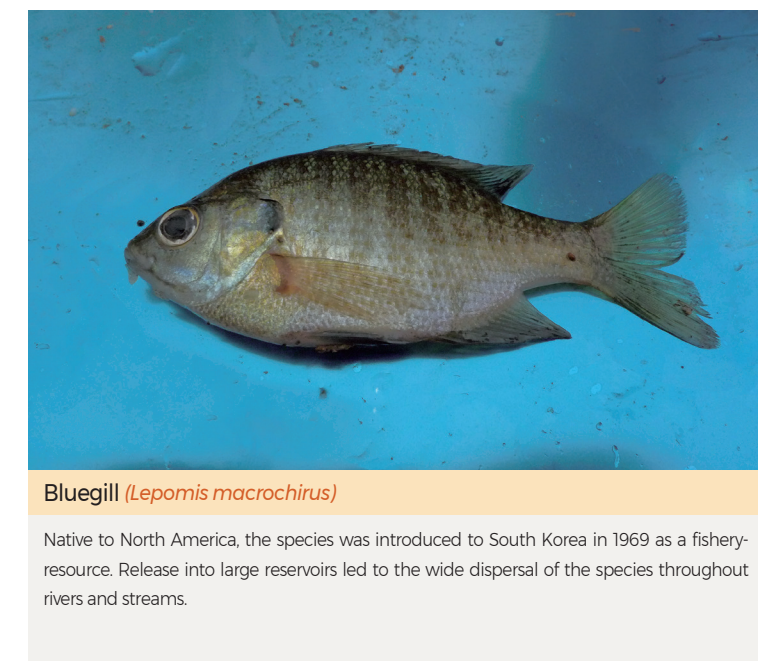 Bluegill (Lepomis macrochirus)
Native to North America, the species was introduced to South Korea in 1969 as a fishery-
resource. Release into large reservoirs led to the wide dispersal of the species throughout
rivers and streams.